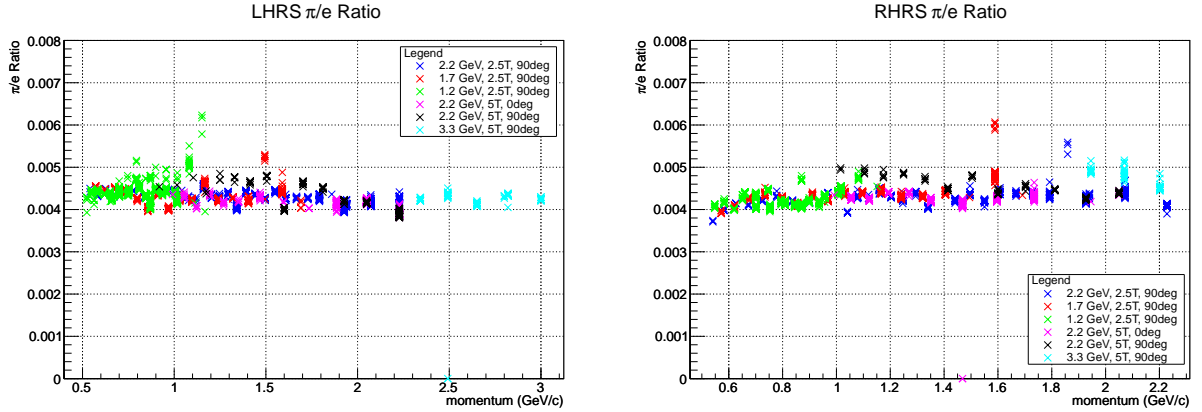 LHRS π/e Ratio
π/e Ratio
0.008
0.007
0.006
0.005
0.004
0.003
0.002
0.001
0
Legend
2.2 GeV, 2.5T, 90deg
1.7 GeV, 2.5T, 90deg
1.2 GeV, 2.5T, 90deg
2.2 GeV, 5T, 0deg
2.2 GeV, 5T, 90deg
3.3 GeV, 5T, 90deg
0.5 1 1.5 2 2.5 3
momentum (GeV/c)
RHRS π/e Ratio
π/e Ratio
0.008
0.007
0.006
0.005
0.004
0.003
0.002
0.001
0
Legend
2.2 GeV, 2.5T, 90deg
1.7 GeV, 2.5T, 90deg
1.2 GeV, 2.5T, 90deg
2.2 GeV, 5T, 0deg
2.2 GeV, 5T, 90deg
3.3 GeV, 5T, 90deg
0.6 0.8 1 1.2 1.4 1.6 1.8 2 2.2
momentum (GeV/c)